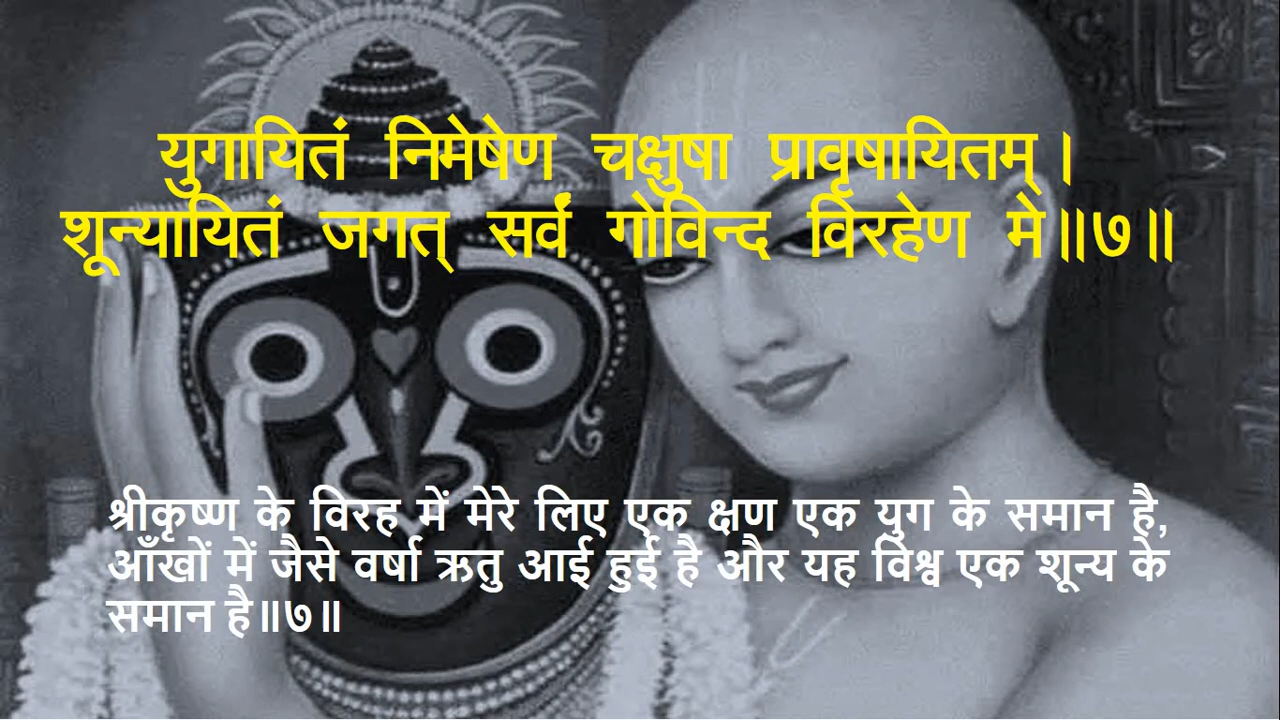 युगायितं निमेषेण चक्षुषा प्रावृषायितम्।
शून्यायितं जगत् सर्वं गोविन्द विरहेण मे॥७॥
श्रीकृष्ण के विरह में मेरे लिए एक क्षण एक युग के समान है,
आँखों में जैसे वर्षा ऋतु आई हुई है और यह विश्व एक शून्य के
समान है॥७॥